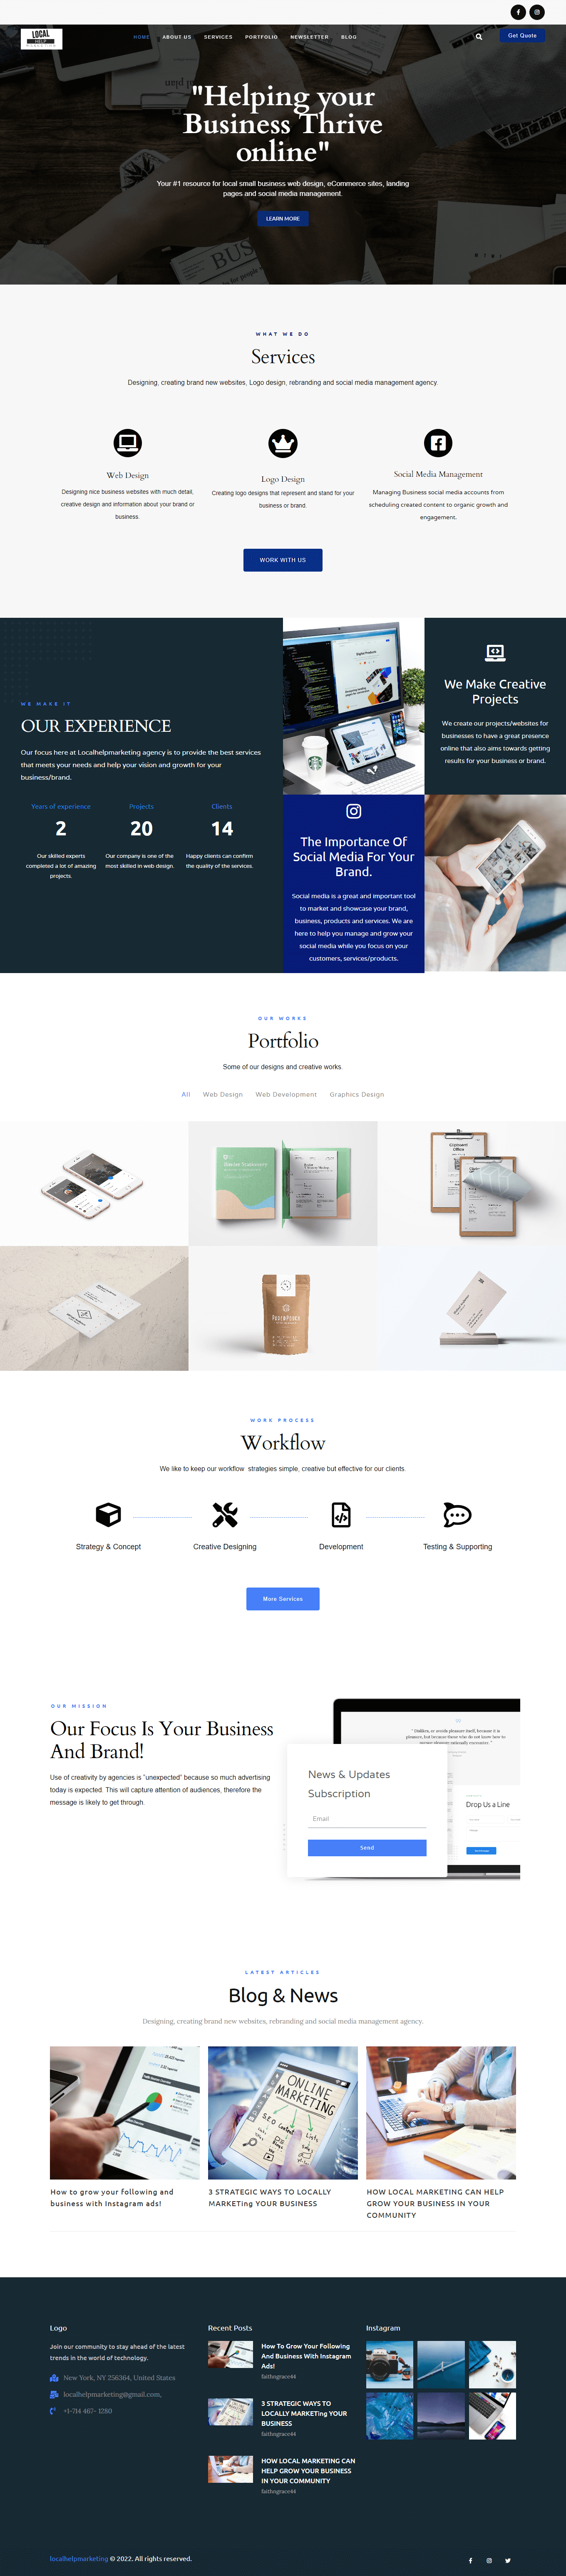 LOCAL
HELP
MARKETING
HOME ABOUT US SERVICES PORTFOLIO NEWSLETTER BLOG
Get Quote
"Helping your
Business Thrive
online"
Your #1 resource for local small business web design, eCommerce sites, landing
pages and social media management.
LEARN MORE
WHAT WE DO
Services
Designing, creating brand new websites, Logo design, rebranding and social media management agency.
Web Design
Designing nice business websites with much detail,
creative design and information about your brand or
business.
Logo Design
Creating logo designs that represent and stand for your
business or brand.
Social Media Management
Managing Business social media accounts from
scheduling created content to organic growth and
engagement.
WORK WITH US
WE MAKE IT
OUR EXPERIENCE
Our focus here at Localhelpmarketing agency is to provide the best services
that meets your needs and help your vision and growth for your
business/brand.
Years of experience
2
Our skilled experts
completed a lot of amazing
projects.
Projects
20
Our company is one of the
most skilled in web design.
Clients
14
Happy clients can confirm
the quality of the services.
We Make Creative
Projects
We create our projects/websites for
businesses to have a great presence
online that also aims towards getting
results for your business or brand.
The Importance Of
Social Media For Your
Brand.
Social media is a great and important tool
to market and showcase your brand,
business, products and services. We are
here to help you manage and grow your
social media while you focus on your
customers, services/products.
OUR WORKS
Portfolio
Some of our designs and creative works.
All Web Design Web Development Graphics Design
WORK PROCESS
Workflow
We like to keep our workflow strategies simple, creative but effective for our clients.
Strategy & Concept
Creative Designing
Development
Testing & Supporting
More Services
OUR MISSION
Our Focus Is Your Business
And Brand!
Use of creativity by agencies is "unexpected" because so much advertising
today is expected. This will capture attention of audiences, therefore the
message is likely to get through.
News & Updates
Subscription
Email
Send
Drop Us a Line
LATEST ARTICLES
Blog & News
Designing, creating brand new websites, rebranding and social media management agency.
ONLINE
MARKETING
How to grow your following and
business with Instagram ads!
3 STRATEGIC WAYS TO LOCALLY
MARKETing YOUR BUSINESS
HOW LOCAL MARKETING CAN HELP
GROW YOUR BUSINESS IN YOUR
COMMUNITY
Logo
Join our community to stay ahead of the latest
trends in the world of technology.
New York, NY 256364, United States
localhelpmarketing@gmail.com,
+1-714 467- 1280
Recent Posts
How To Grow Your Following
And Business With Instagram
Ads!
faithngrace44
3 STRATEGIC WAYS TO
LOCALLY MARKETing YOUR
BUSINESS
faithngrace44
HOW LOCAL MARKETING CAN
HELP GROW YOUR BUSINESS
IN YOUR COMMUNITY
faithngrace44
Instagram
localhelpmarketing © 2022. All rights reserved.